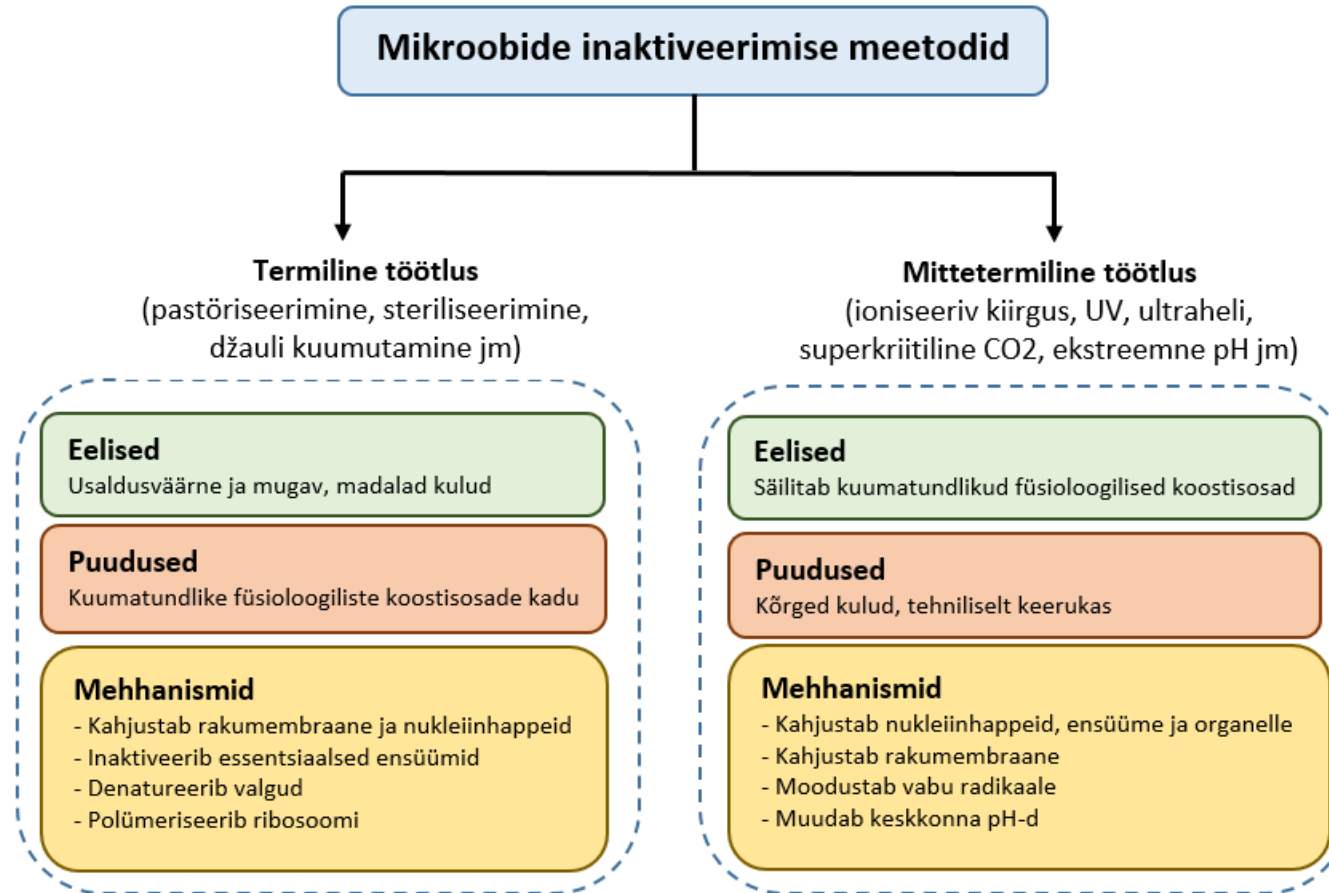 Mikroobide inaktiveerimise meetodid
Termiline töötlus
(pastöriseerimine, steriliseerimine,
džauli kuumutamine jm)
Eelised
Usaldusväärne ja mugav, madalad kulud
Puudused
Kuumatundlike füsioloogiliste koostisosade kadu
Mehhanismid
- Kahjustab rakumembraane ja nukleiinhappeid
- Inaktiveerib essentsiaalsed ensüümid
- Denatureerib valgud
- Polümeriseerib ribosoomi
Mittetermiline töötlus
(ioniseeriv kiirgus, UV, ultraheli,
superkriitiline CO2, ekstreemne pH jm)
Eelised
Säilitab kuumatundlikud füsioloogilised koostisosad
Puudused
Kõrged kulud, tehniliselt keerukas
Mehhanismid
- Kahjustab nukleiinhappeid, ensüüme ja organelle
- Kahjustab rakumembraane
- Moodustab vabu radikaale
- Muudab keskkonna pH-d